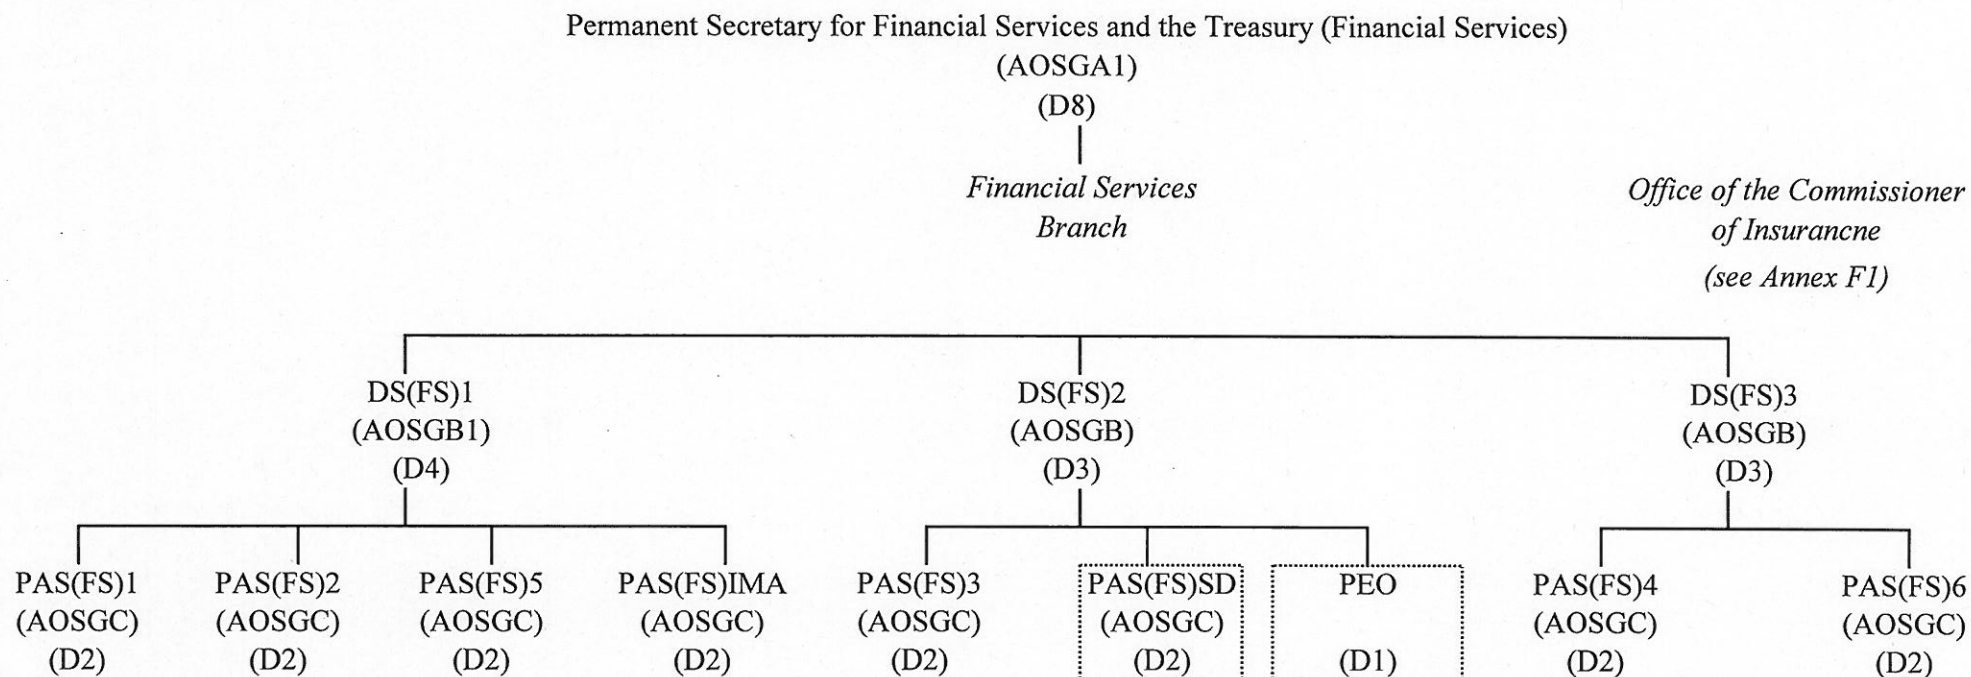 Permanent Secretary for Financial Services and the Treasury (Financial Services)
(AOSGA1)
(D8)
Financial Services
Branch
Office of the Commissioner
of Insurancne
(see Annex F1)
DS(FS)1
(AOSGB1)
(D4)
DS(FS)2
(AOSGB)
(D3)
DS(FS)3
(AOSGB)
(D3)
PAS(FS)1
(AOSGC)
(D2)
PAS(FS)2
(AOSGC)
(D2)
PAS(FS)5
(AOSGC)
(D2)
PAS(FS)IMA
(AOSGC)
(D2)
PAS(FS)3
(AOSGC)
(D2)
PAS(FS)SD
(AOSGC)
(D2)
PEO
(D1)
PAS(FS)4
(AOSGC)
(D2)
PAS(FS)6
(AOSGC)
(D2)